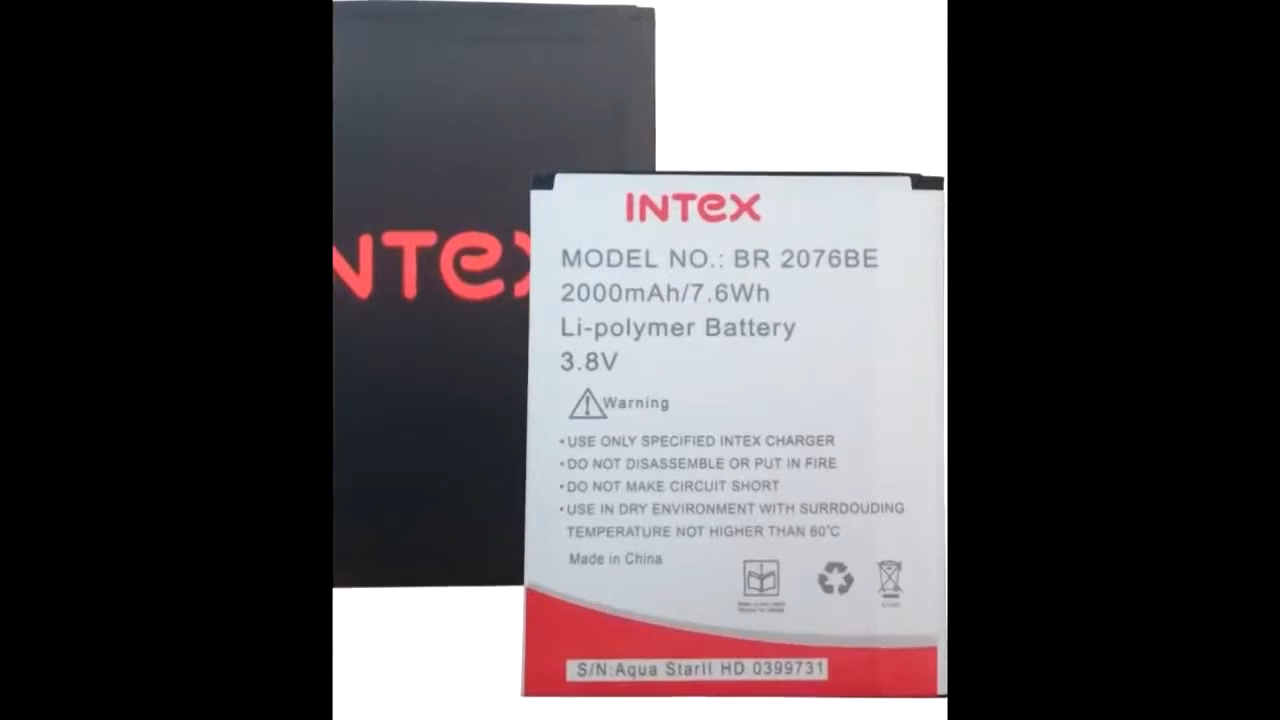 NTEX
INTEX
MODEL NO.: BR 2076BE
2000mAh/7.6Wh
Li-polymer Battery
3.8V
Warning
•USE ONLY SPECIFIED INTEX CHARGER
•DO NOT DISASSEMBLE OR PUT IN FIRE
•DO NOT MAKE CIRCUIT SHORT
•USE IN DRY ENVIRONMENT WITH SURRDOUDING
TEMPERATURE NOT HIGHER THAN 60℃
Made in China
S/N:Aqua StarII HD 0399731